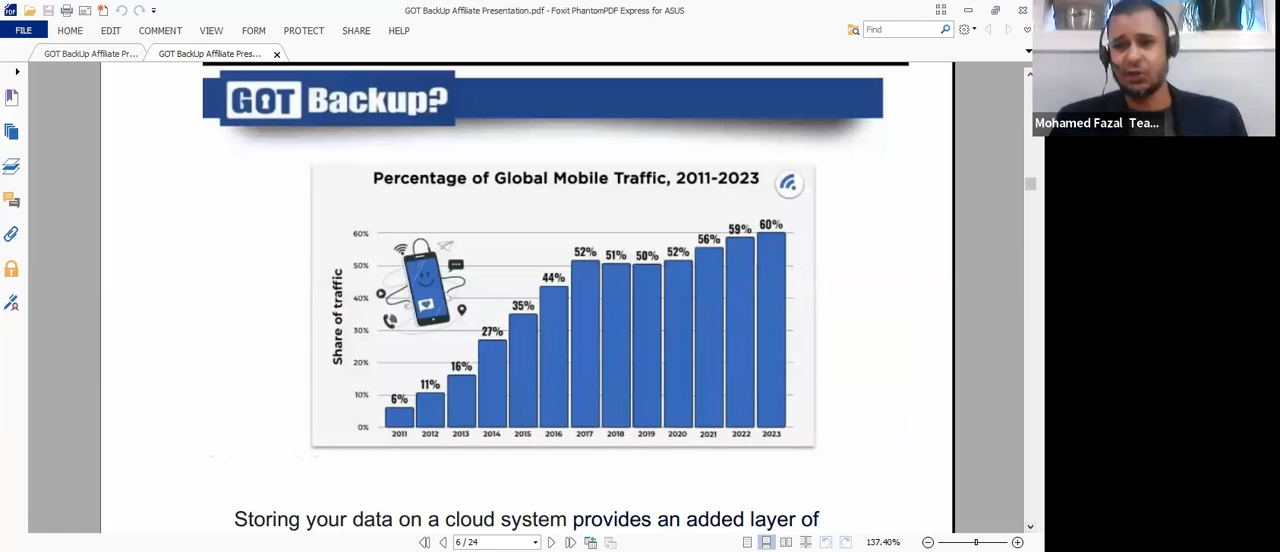 GOT BackUp Affiliate Presentation.pdf - Foxit PhantomPDF Express for ASUS
FILE HOME EDIT COMMENT VIEW FORM PROTECT SHARE HELP
Find
GOT BackUp Affiliate Pr... GOT BackUp Affiliate Pres...
Mohamed Fazal Tea...
GOT Backup?
Percentage of Global Mobile Traffic, 2011-2023
Share of traffic
60%
50%
40%
30%
20%
10%
0%
6% 11% 16% 27% 35% 44% 52% 51% 50% 52% 56% 59% 60%
2011 2012 2013 2014 2015 2016 2017 2018 2019 2020 2021 2022 2023
Storing your data on a cloud system provides an added layer of
6 / 24
137.40%